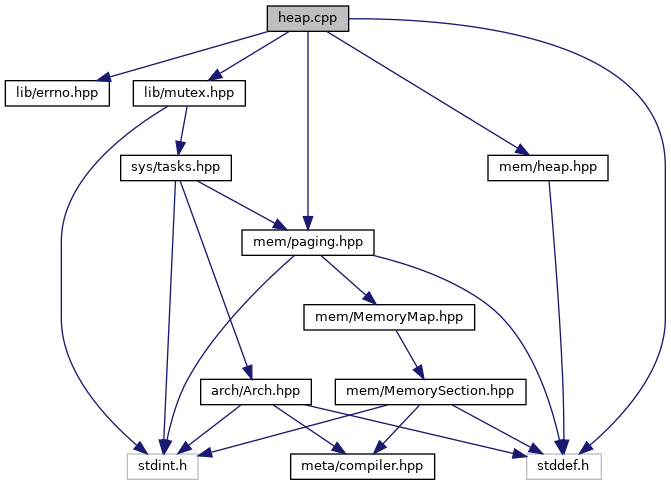 heap.cpp
lib/errno.hpp
lib/mutex.hpp
sys/tasks.hpp
mem/heap.hpp
mem/paging.hpp
mem/MemoryMap.hpp
arch/Arch.hpp
mem/MemorySection.hpp
stdint.h
meta/compiler.hpp
stddef.h